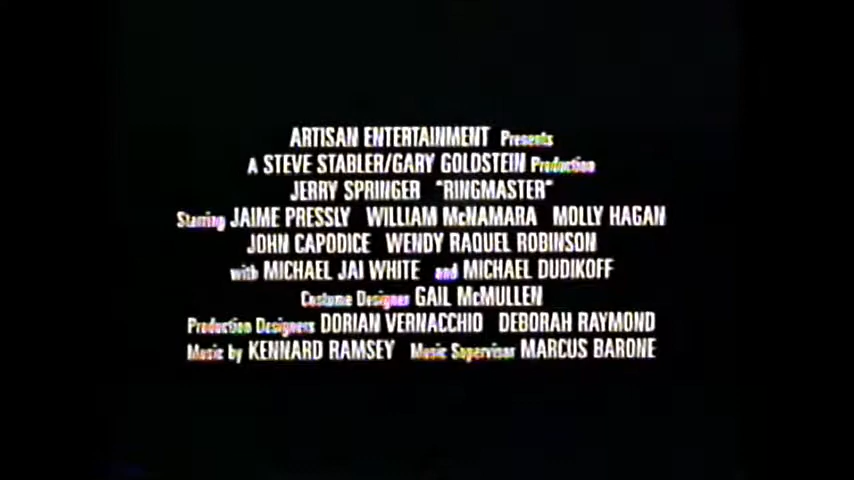 ARTISAN ENTERTAINMENT Presents
A STEVE STABLER/GARY GOLDSTEIN Production
JERRY SPRINGER "RINGMASTER"
Starring JAIME PRESSLY WILLIAM McNAMARA MOLLY HAGAN
JOHN CAPODICE WENDY RAQUEL ROBINSON
with MICHAEL JAI WHITE and MICHAEL DUDIKOFF
Costume Designer GAIL McMULLEN
Production Designers DORIAN VERNACCHIO DEBORAH RAYMOND
Music by KENNARD RAMSEY Music Supervisor MARCUS BARONE